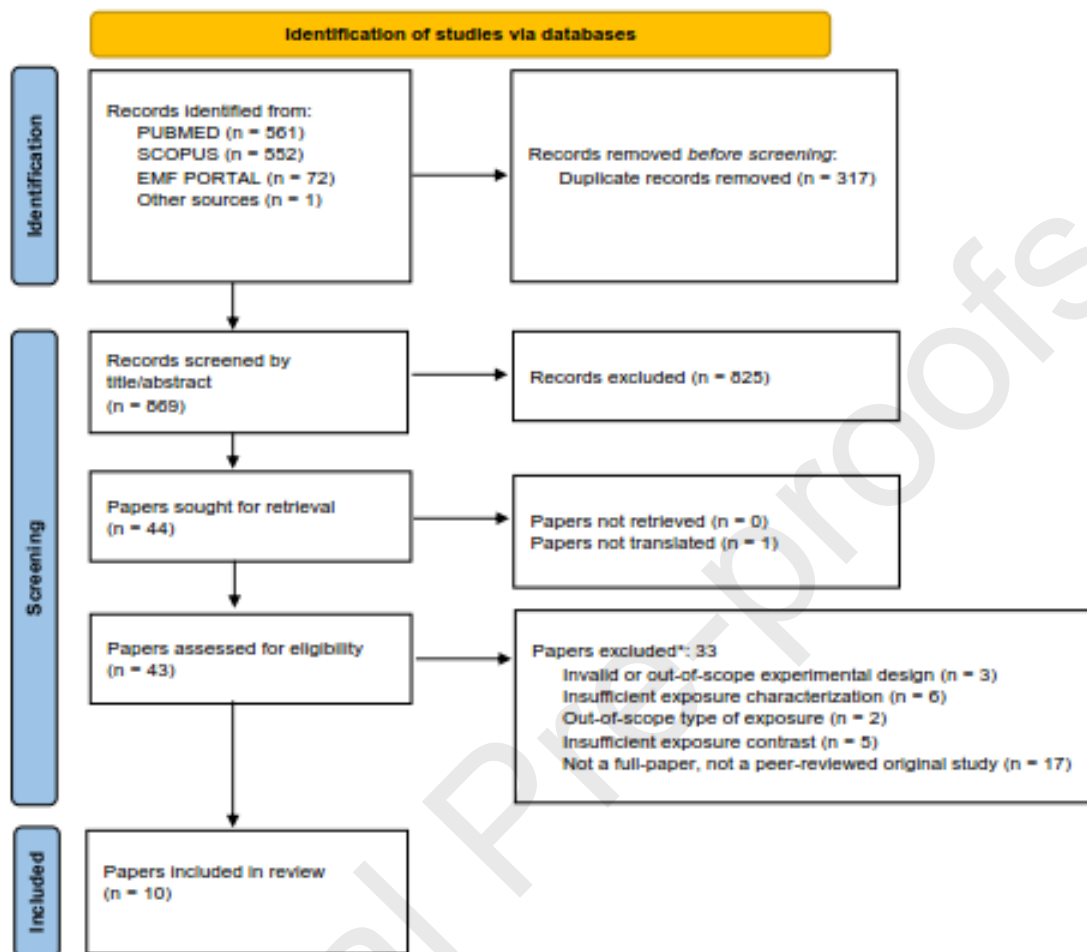 Identification of studies via databases
Identification
Records identified from:
PUBMED (n = 561)
SCOPUS (n = 552)
EMF PORTAL (n = 72)
Other sources (n = 1)
Records removed before screening:
Duplicate records removed (n = 317)
Screening
Records screened by
title/abstract
(n = 869)
Records excluded (n = 825)
Papers sought for retrieval
(n = 44)
Papers not retrieved (n = 0)
Papers not translated (n = 1)
Papers assessed for eligibility
(n = 43)
Papers excluded*: 33
Invalid or out-of-scope experimental design (n = 3)
Insufficient exposure characterization (n = 6)
Out-of-scope type of exposure (n = 2)
Insufficient exposure contrast (n = 5)
Not a full-paper, not a peer-reviewed original study (n = 17)
Included
Papers included in review
(n = 10)
al Pre-proofs